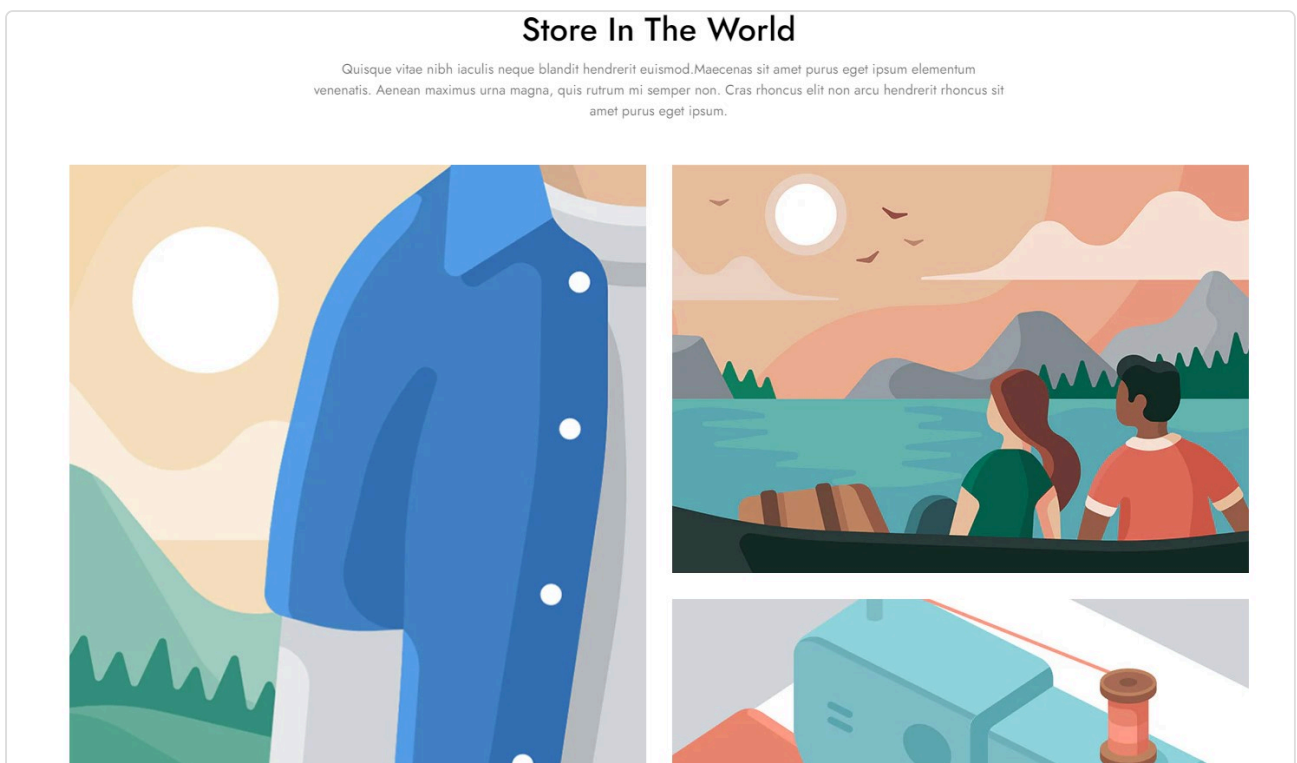 Store In The World
Quisque vitae nibh iaculis neque blandit hendrerit euismod.Maecenas sit amet purus eget ipsum elementum
venenatis. Aenean maximus urna magna, quis rutrum mi semper non. Cras rhoncus elit non arcu hendrerit rhoncus sit
amet purus eget ipsum.